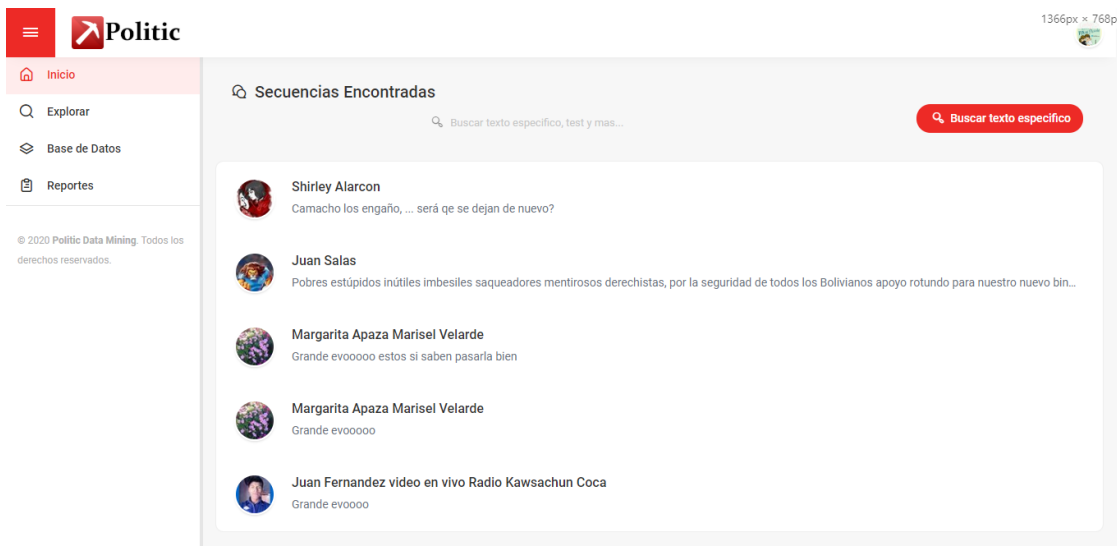 1366px × 768p
Politic
Inicio
Explorar
Base de Datos
Reportes
© 2020 Politic Data Mining. Todos los
derechos reservados.
Secuencias Encontradas
Buscar texto especifico, test y mas...
Buscar texto especifico
Shirley Alarcon
Camacho los engaño, ... será qe se dejan de nuevo?
Juan Salas
Pobres estúpidos inútiles imbesiles saqueadores mentirosos derechistas, por la seguridad de todos los Bolivianos apoyo rotundo para nuestro nuevo bin...
Margarita Apaza Marisel Velarde
Grande evooooo estos si saben pasarla bien
Margarita Apaza Marisel Velarde
Grande evooooo
Juan Fernandez video en vivo Radio Kawsachun Coca
Grande evoooo